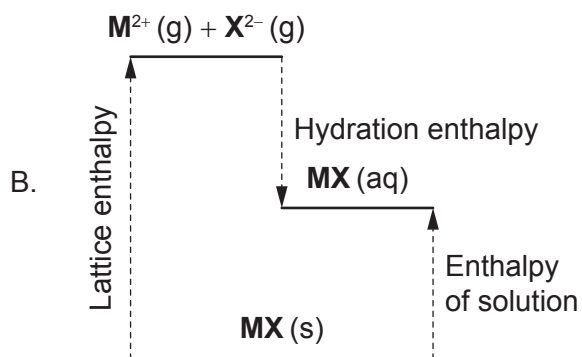 M²⁺ (g) + X²⁻ (g)
Lattice enthalpy
Hydration enthalpy
MX (aq)
B.
Enthalpy
of solution
MX (s)